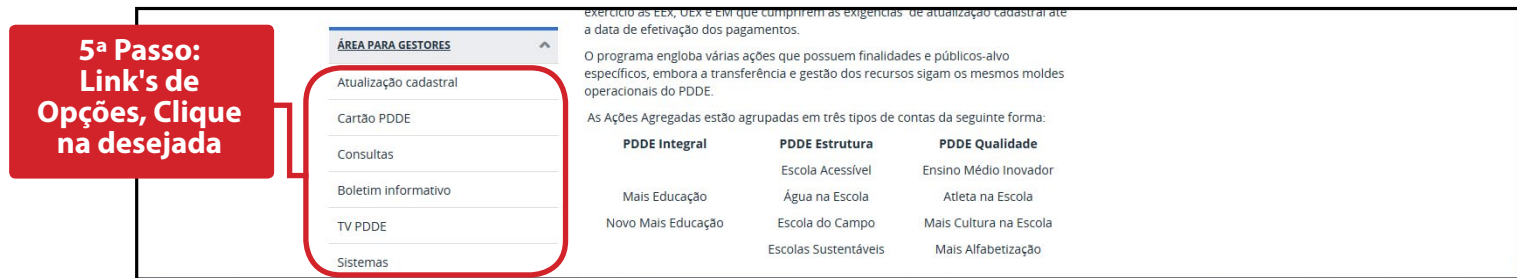 5ª Passo:
Link's de
Opções, Clique
na desejada
ÁREA PARA GESTORES
Atualização cadastral
Cartão PDDE
Consultas
Boletim informativo
TV PDDE
Sistemas
exercício as EEx, UEx e EM que cumprirem as exigências de atualização cadastral até
a data de efetivação dos pagamentos.
O programa engloba várias ações que possuem finalidades e públicos-alvo
específicos, embora a transferência e gestão dos recursos sigam os mesmos moldes
operacionais do PDDE.
As Ações Agregadas estão agrupadas em três tipos de contas da seguinte forma:
PDDE Integral PDDE Estrutura PDDE Qualidade
Escola Acessível Ensino Médio Inovador
Mais Educação Água na Escola Atleta na Escola
Novo Mais Educação Escola do Campo Mais Cultura na Escola
Escolas Sustentáveis Mais Alfabetização